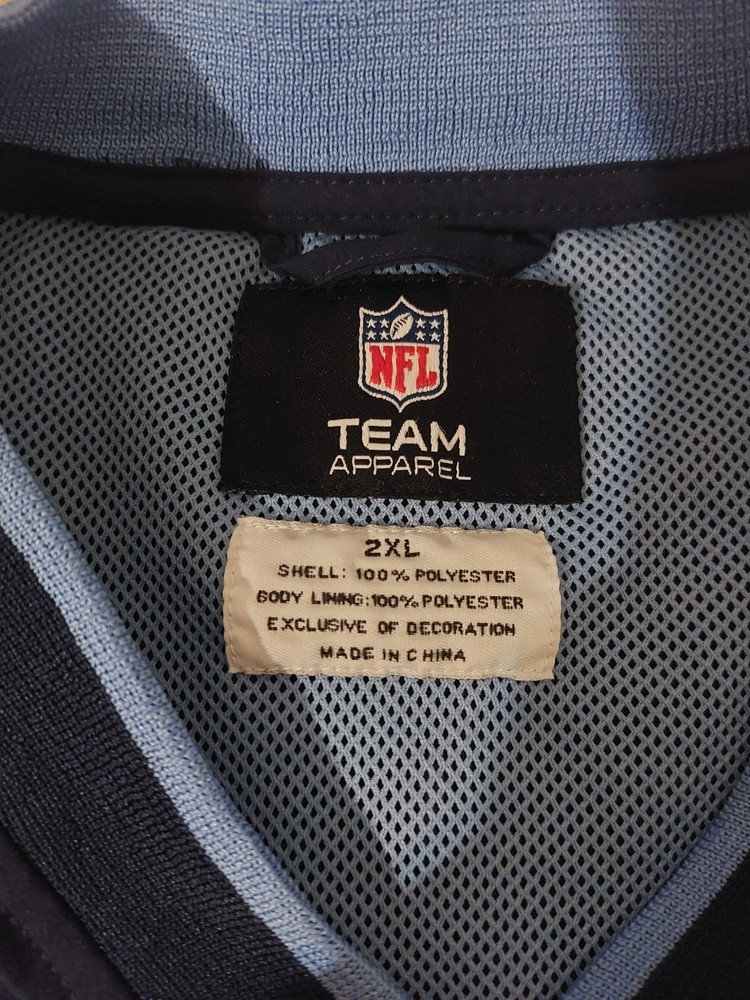 NFL
TEAM
APPAREL
2XL
SHELL: 100% POLYESTER
BODY LINING:100% POLYESTER
EXCLUSIVE OF DECORATION
MADE IN CHINA